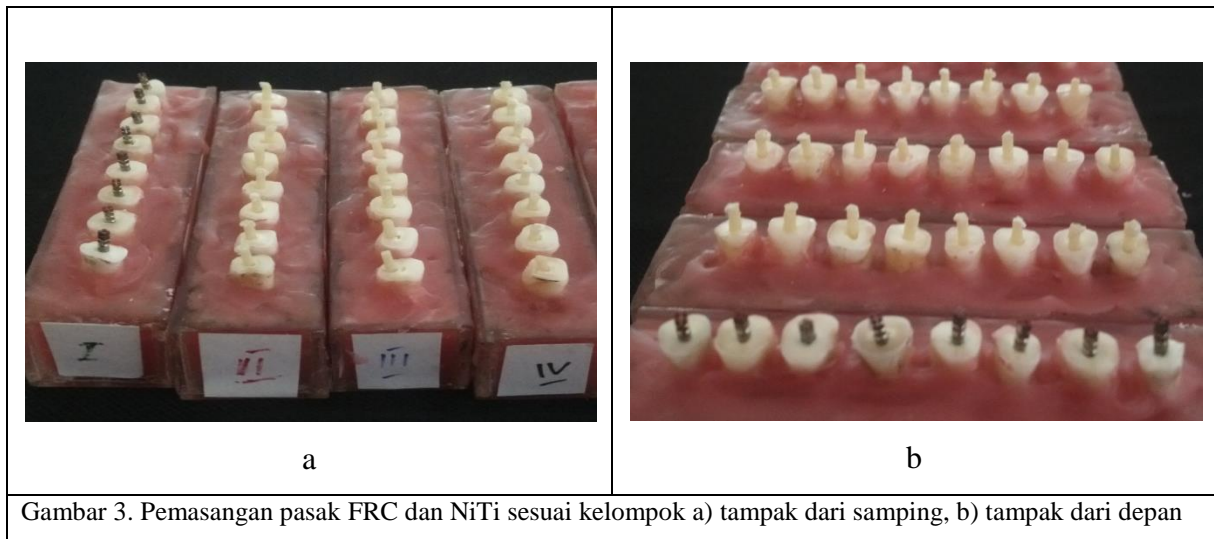 I
II
III
IV
a
b
Gambar 3. Pemasangan pasak FRC dan NiTi sesuai kelompok a) tampak dari samping, b) tampak dari depan